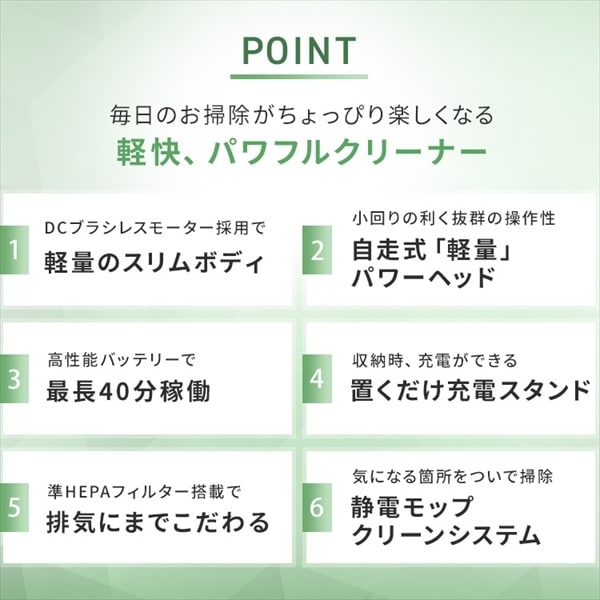 POINT
毎日のお掃除がちょっぴり楽しくなる
軽快、パワフルクリーナー
1
DCブラシレスモーター採用で
軽量のスリムボディ
2
小回りの利く抜群の操作性
自走式「軽量」
パワーヘッド
3
高性能バッテリーで
最長40分稼働
4
収納時、充電ができる
置くだけ充電スタンド
5
準HEPAフィルター搭載で
排気にまでこだわる
6
気になる箇所をついで掃除
静電モップ
クリーンシステム